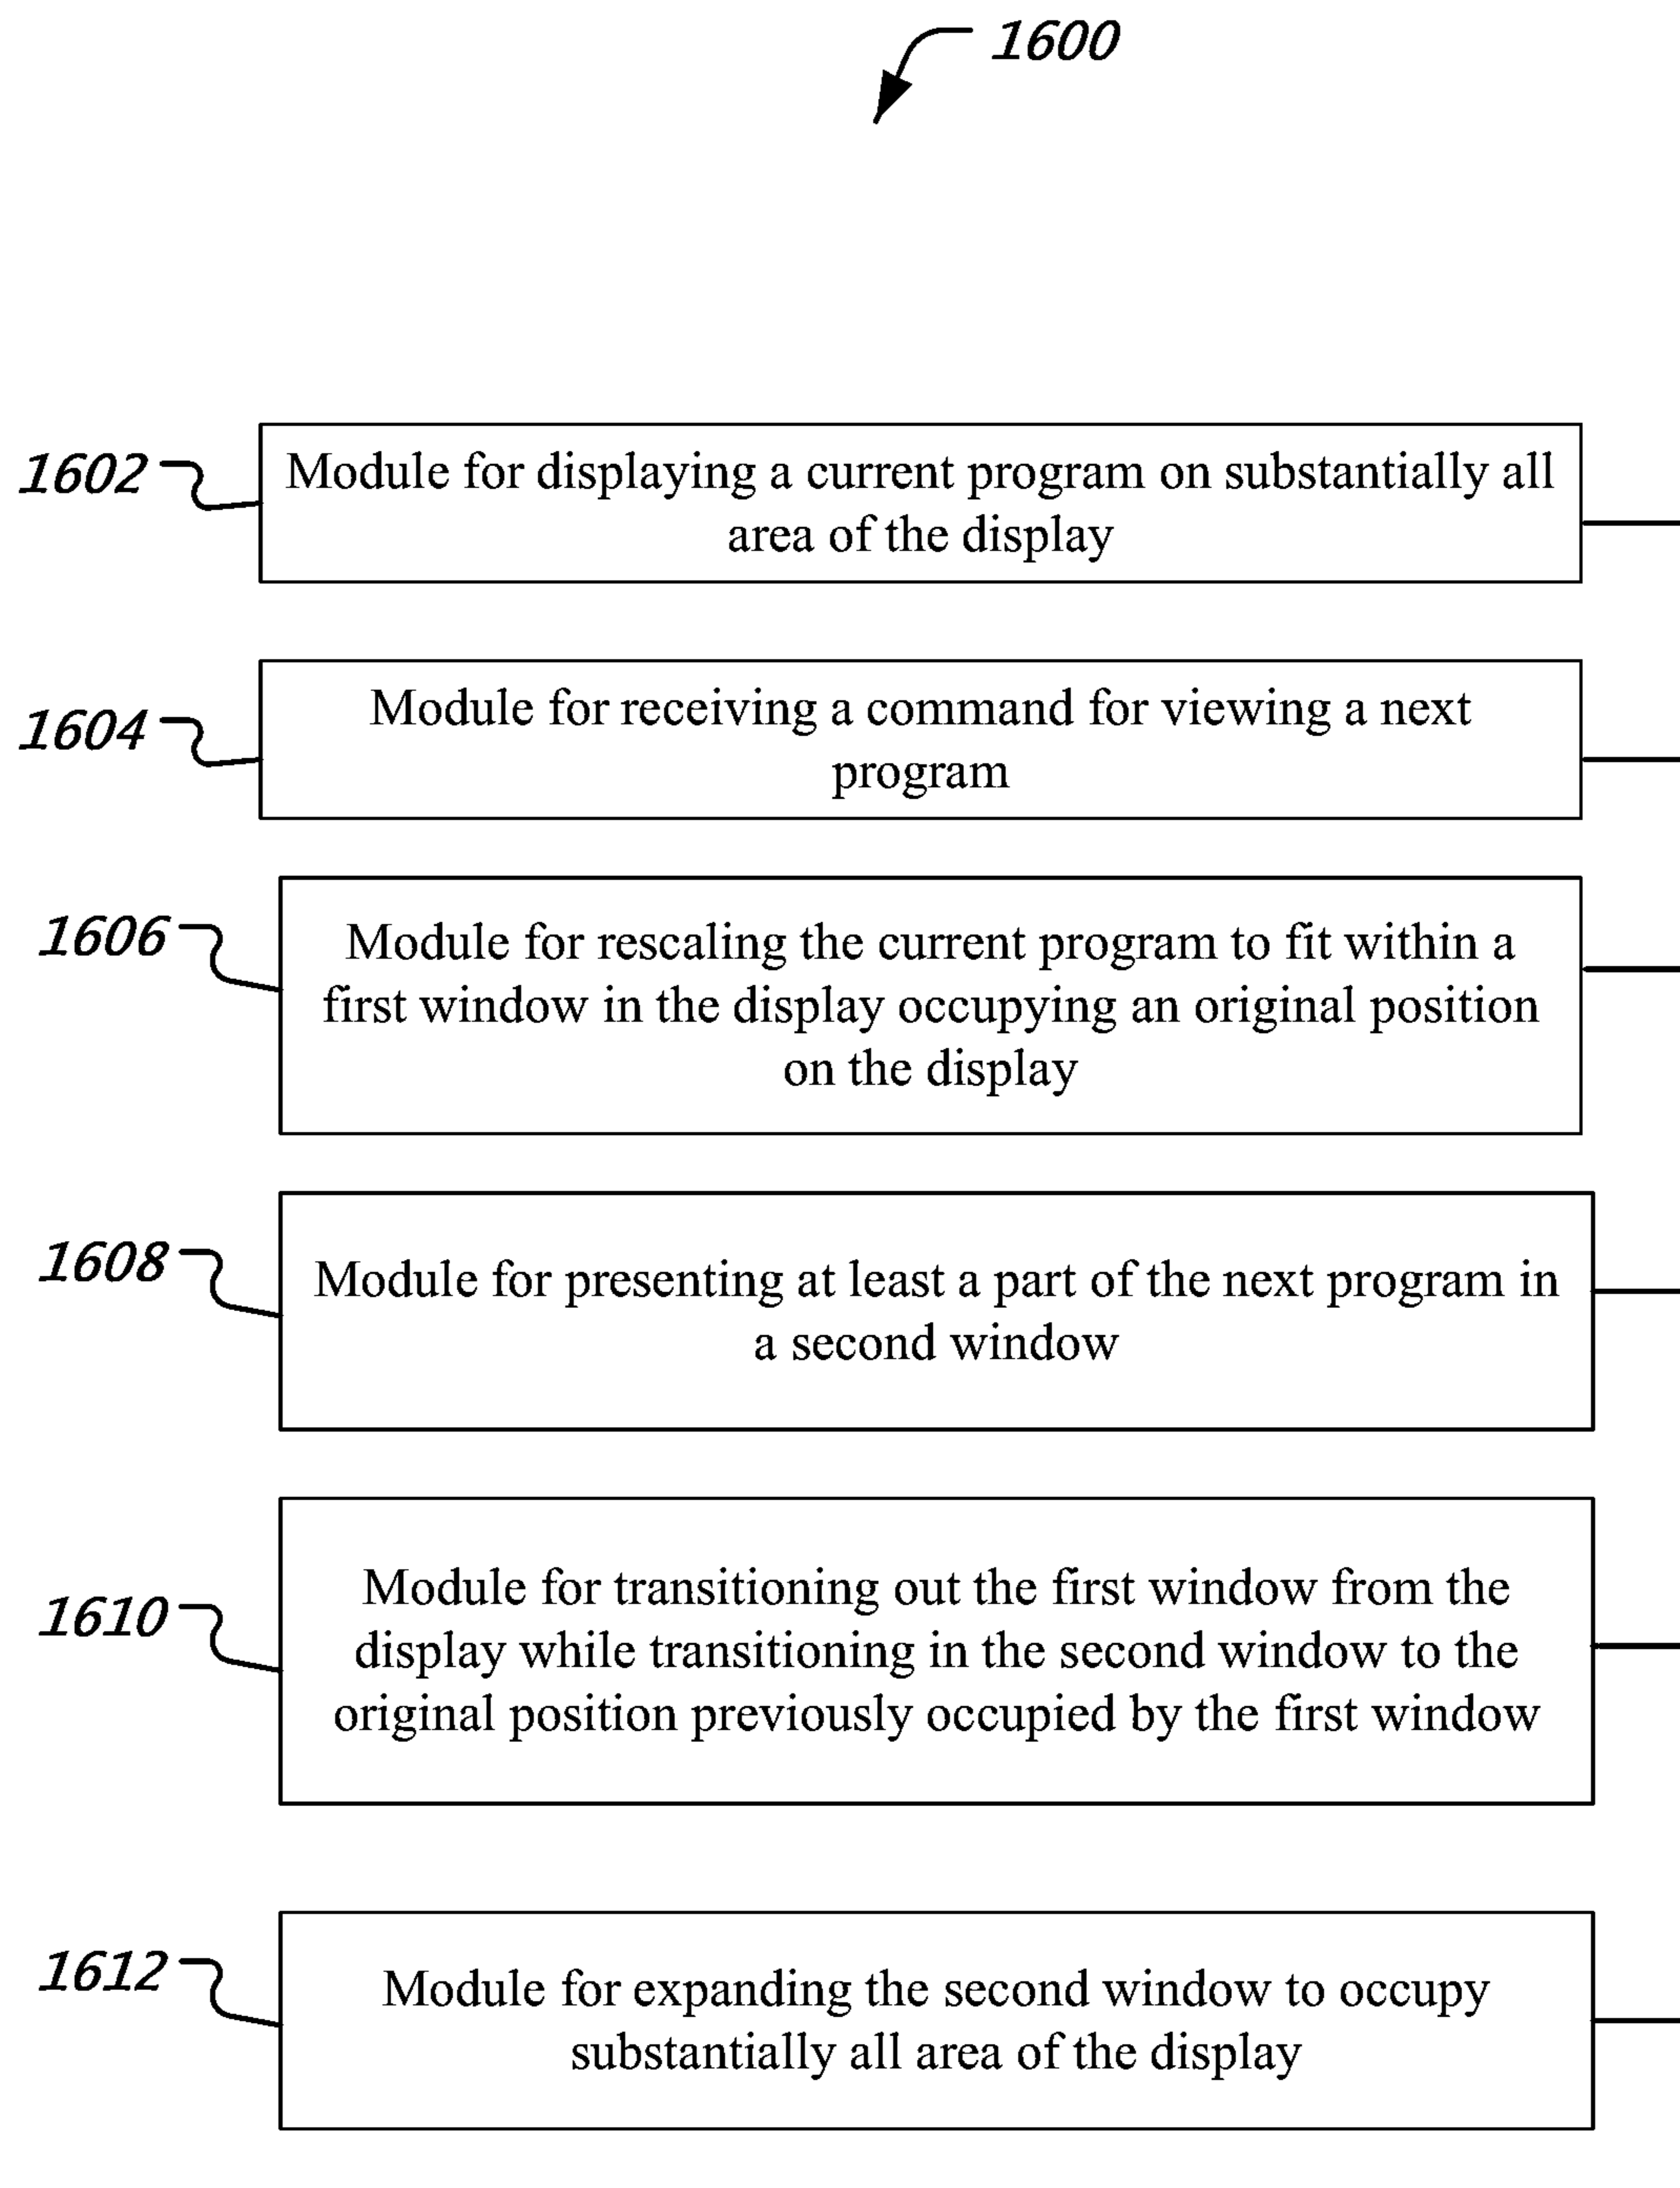 1600
1602
Module for displaying a current program on substantially all
area of the display
1604
Module for receiving a command for viewing a next
program
1606
Module for rescaling the current program to fit within a
first window in the display occupying an original position
on the display
1608
Module for presenting at least a part of the next program in
a second window
1610
Module for transitioning out the first window from the
display while transitioning in the second window to the
original position previously occupied by the first window
1612
Module for expanding the second window to occupy
substantially all area of the display